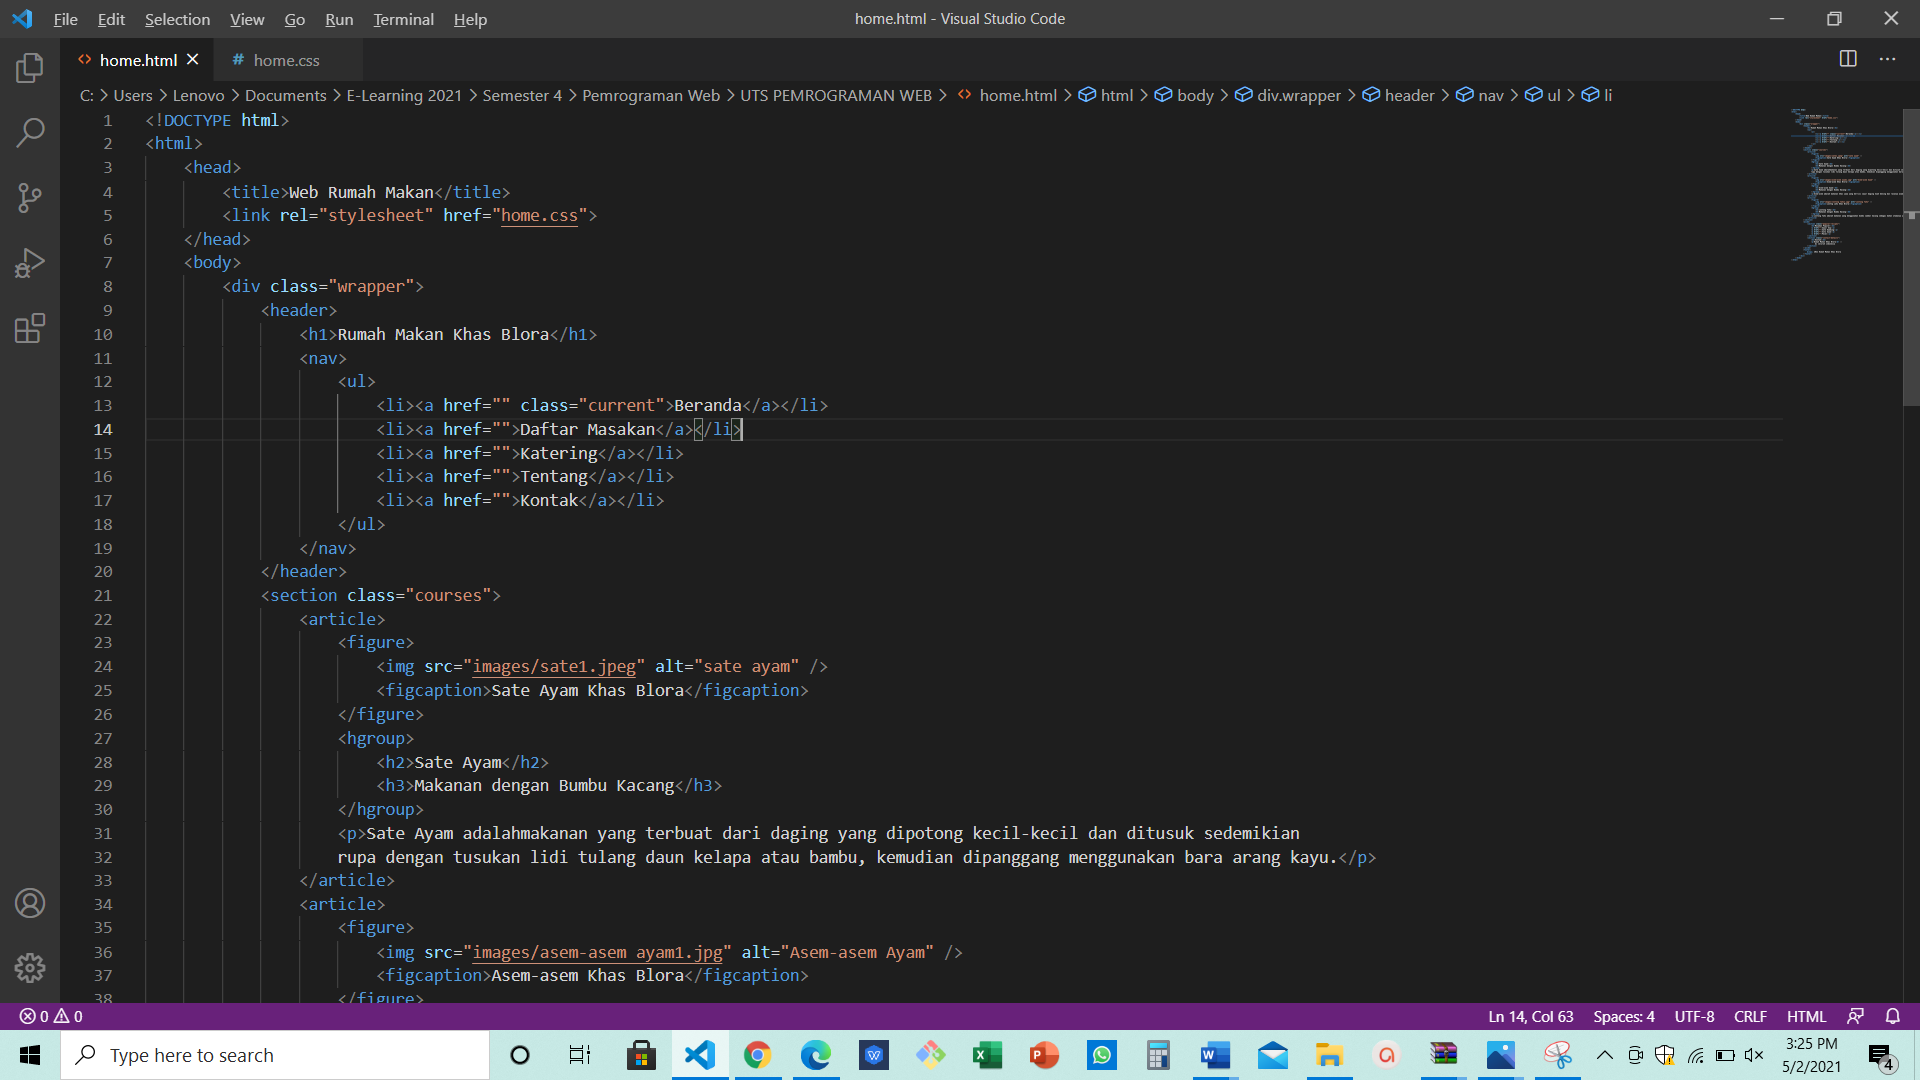 File Edit Selection View Go Run Terminal Help home.html - Visual Studio Code
home.html home.css
C: > Users > Lenovo > Documents > E-Learning 2021 > Semester 4 > Pemrograman Web > UTS PEMROGRAMAN WEB > home.html > html > body > div.wrapper > header > nav > ul > li
1 <!DOCTYPE html>
2 <html>
3 <head>
4 <title>Web Rumah Makan</title>
5 <link rel="stylesheet" href="home.css">
6 </head>
7 <body>
8 <div class="wrapper">
9 <header>
10 <h1>Rumah Makan Khas Blora</h1>
11 <nav>
12 <ul>
13 <li><a href="" class="current">Beranda</a></li>
14 <li><a href="">Daftar Masakan</a></li>
15 <li><a href="">Katering</a></li>
16 <li><a href="">Tentang</a></li>
17 <li><a href="">Kontak</a></li>
18 </ul>
19 </nav>
20 </header>
21 <section class="courses">
22 <article>
23 <figure>
24 <img src="images/sate1.jpeg" alt="sate ayam" />
25 <figcaption>Sate Ayam Khas Blora</figcaption>
26 </figure>
27 <hgroup>
28 <h2>Sate Ayam</h2>
29 <h3>Makanan dengan Bumbu Kacang</h3>
30 </hgroup>
31 <p>Sate Ayam adalahmakanan yang terbuat dari daging yang dipotong kecil-kecil dan ditusuk sedemikian
32 rupa dengan tusukan lidi tulang daun kelapa atau bambu, kemudian dipanggang menggunakan bara arang kayu.</p>
33 </article>
34 <article>
35 <figure>
36 <img src="images/asem-asem ayam1.jpg" alt="Asem-asem Ayam" />
37 <figcaption>Asem-asem Khas Blora</figcaption>
38 </figure>
0 0 Ln 14, Col 63 Spaces: 4 UTF-8 CRLF HTML
Type here to search
3:25 PM
5/2/2021
4